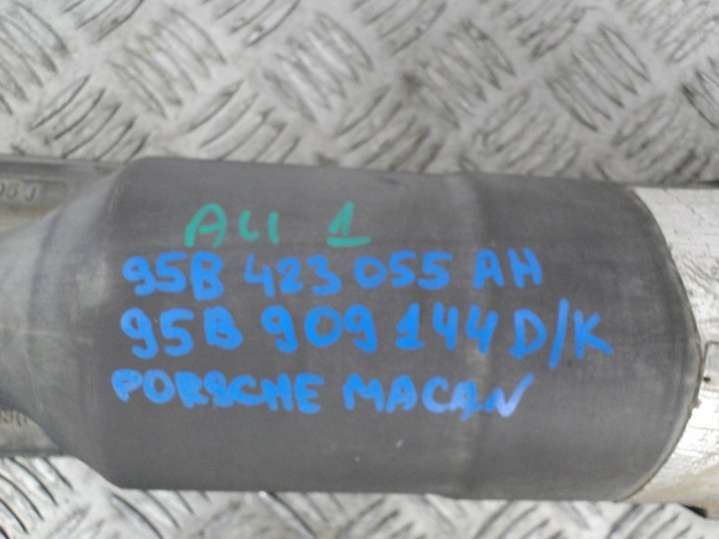 ALI 1
95B 423 055 AH
95B 909 144 D/K
PORSCHE MACAN